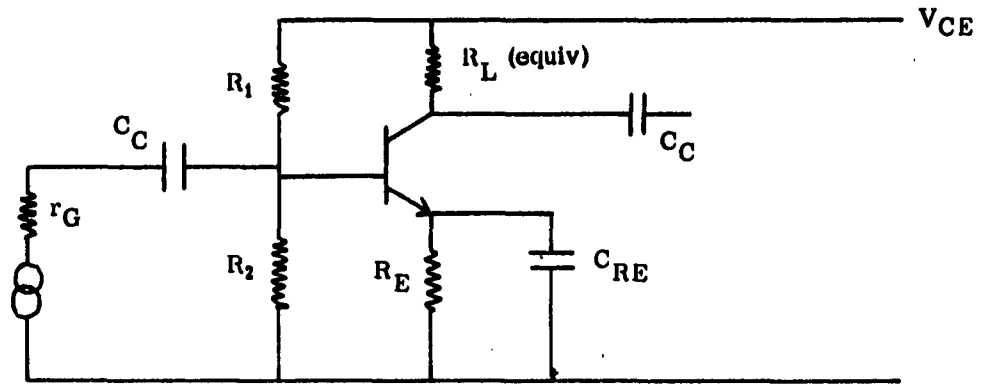 V_CE
R_L (equiv)
R_1
C_C
C_C
r_G
R_2
R_E
C_RE